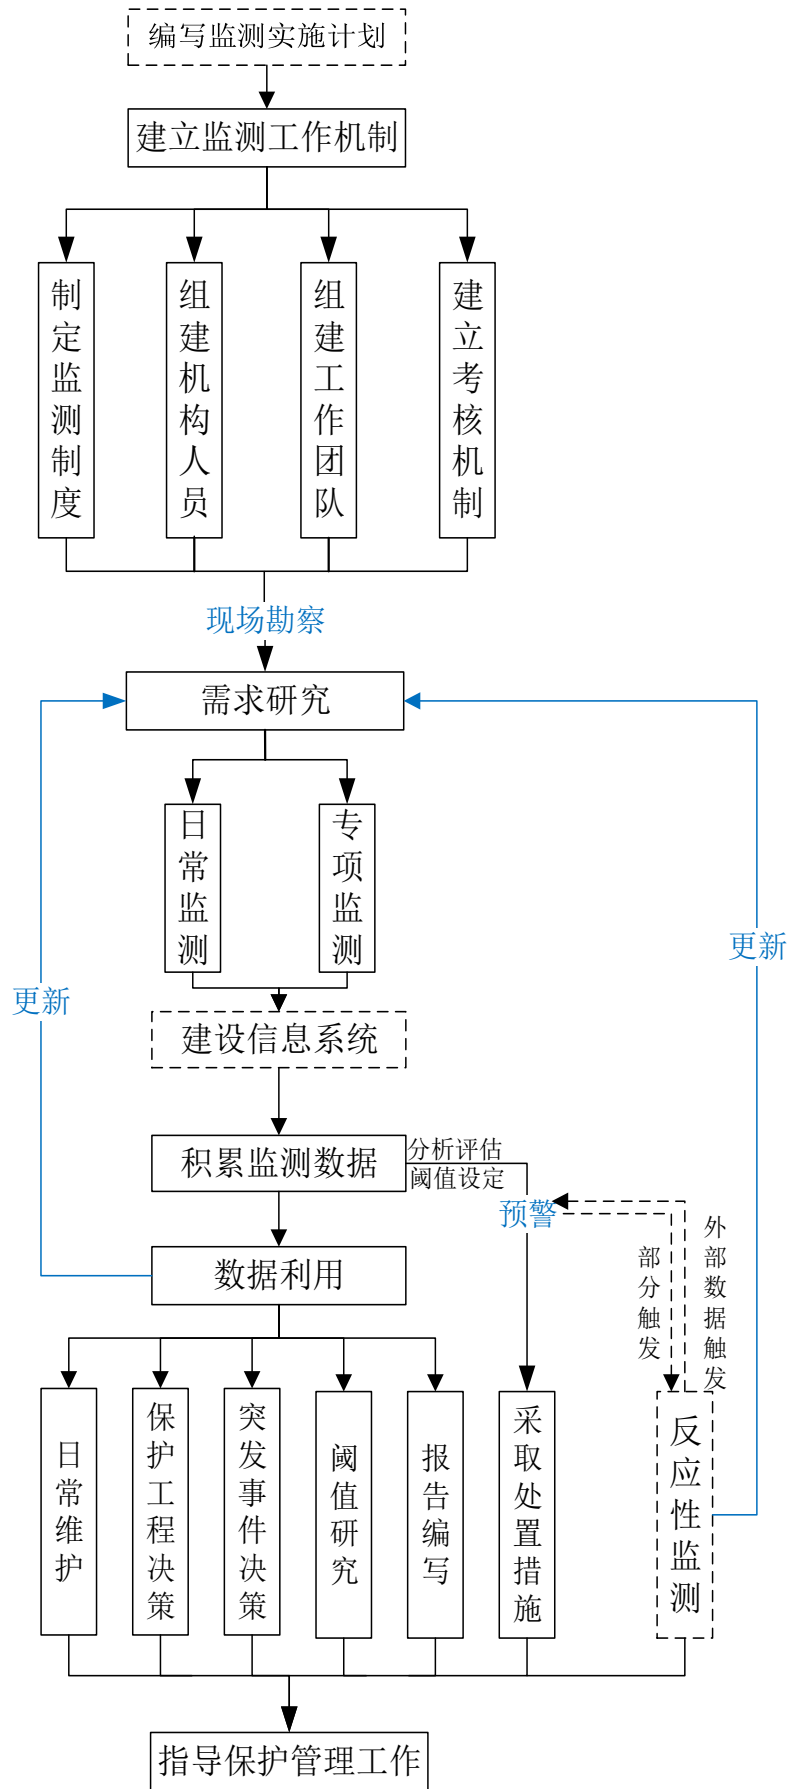 编写监测实施计划
建立监测工作机制
制定监测制度
组建机构人员
组建工作团队
建立考核机制
现场勘察
需求研究
日常监测
专项监测
更新
更新
建设信息系统
积累监测数据
分析评估
阈值设定
预警
部分触发
外部数据触发
数据利用
日常维护
保护工程决策
突发事件决策
阈值研究
报告编写
采取处置措施
反应性监测
指导保护管理工作